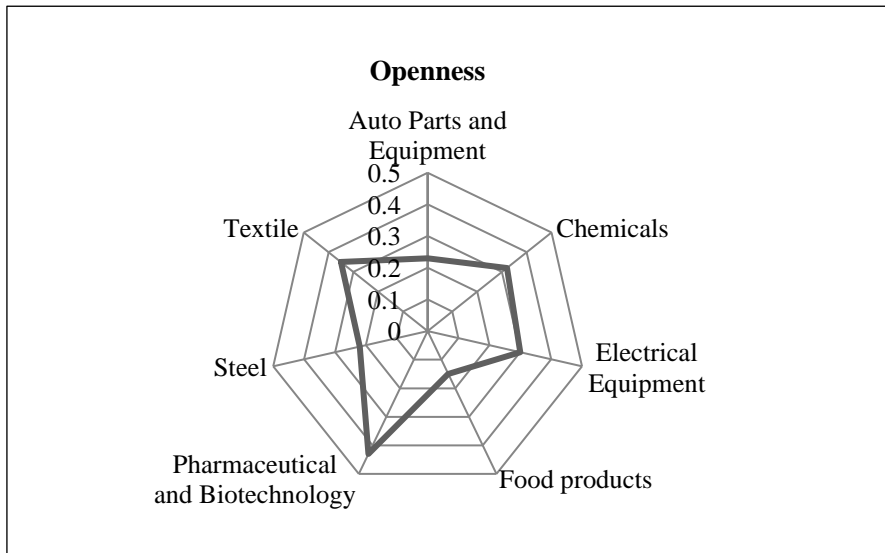 Openness
Auto Parts and
Equipment
0.5
0.4
0.3
0.2
0.1
0
Textile
Chemicals
Steel
Electrical
Equipment
Pharmaceutical
and Biotechnology
Food products